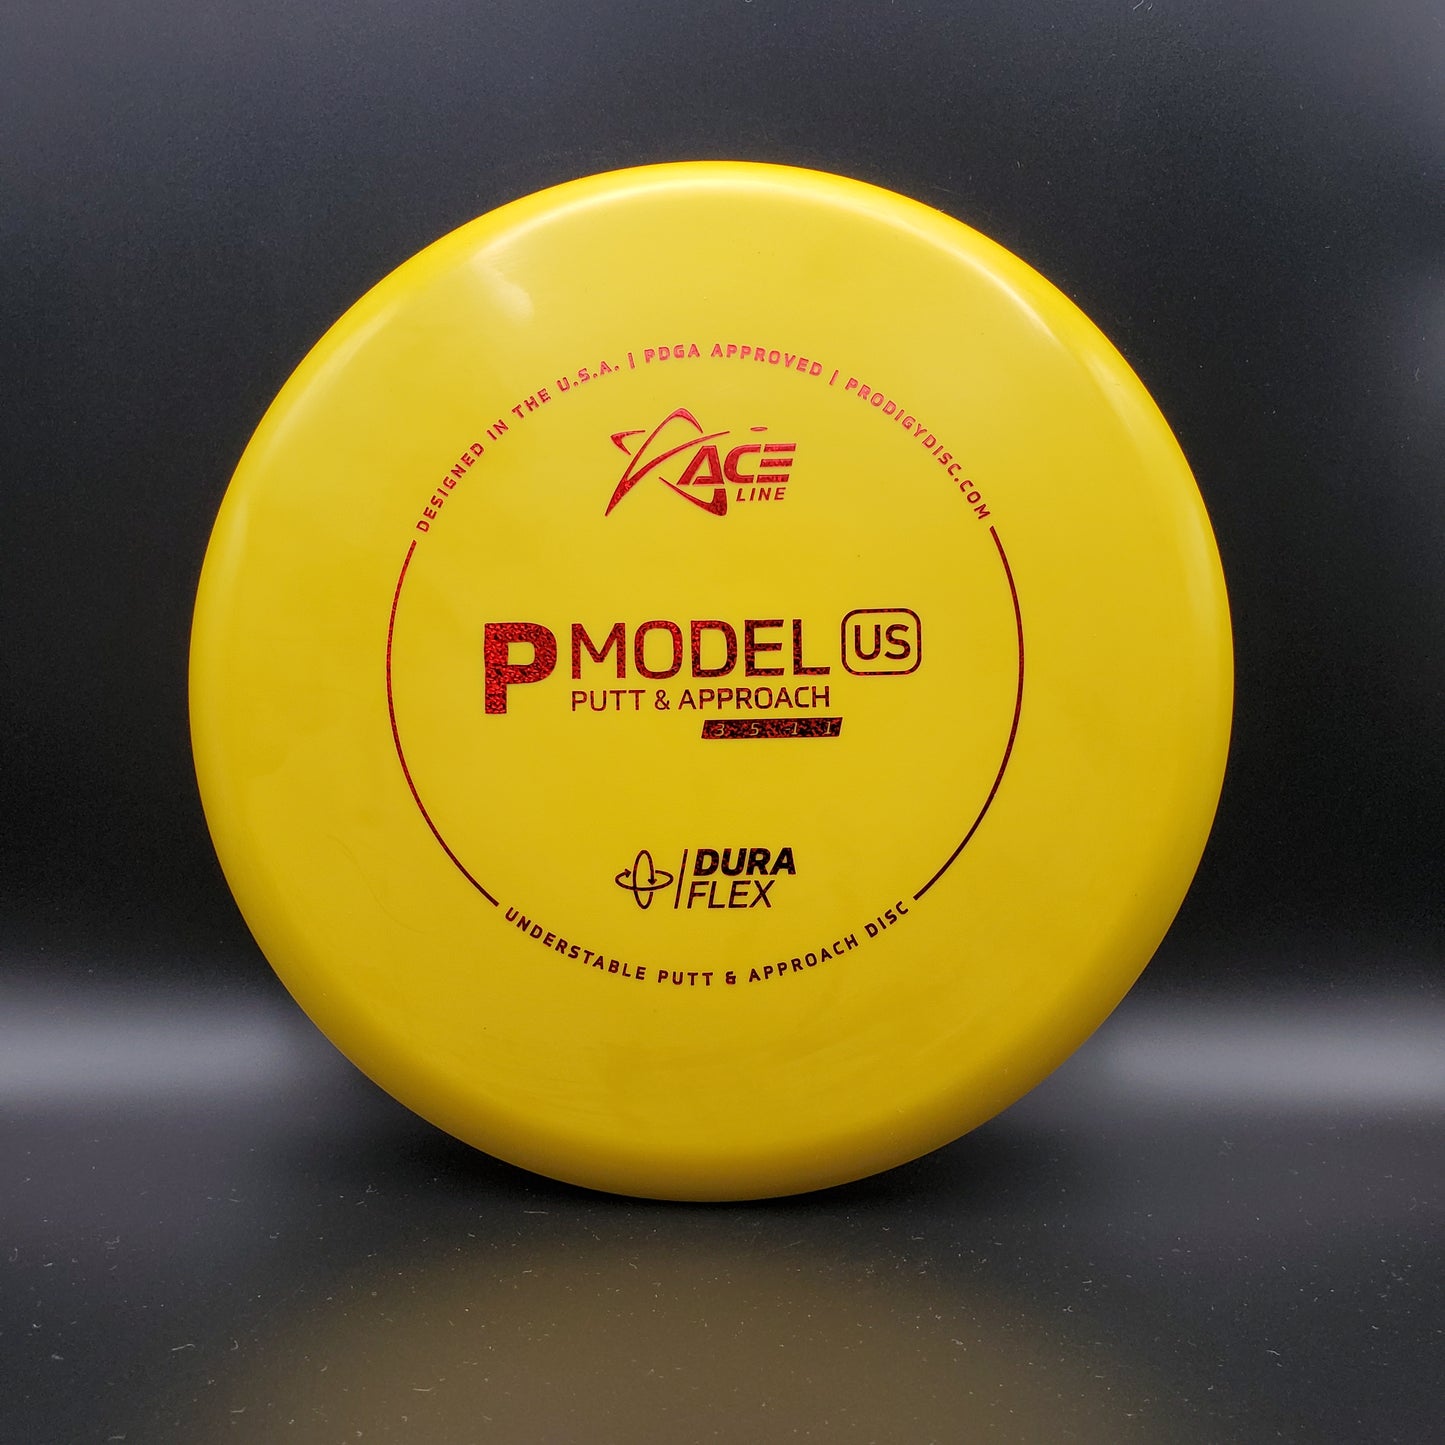 DESIGNED IN THE U.S.A. | PDGA APPROVED | PRODIGYDISC.COM
ACE
LINE
P MODEL US
PUTT & APPROACH
3 5 -1 1
DURA
FLEX
UNDERSTABLE PUTT & APPROACH DISC